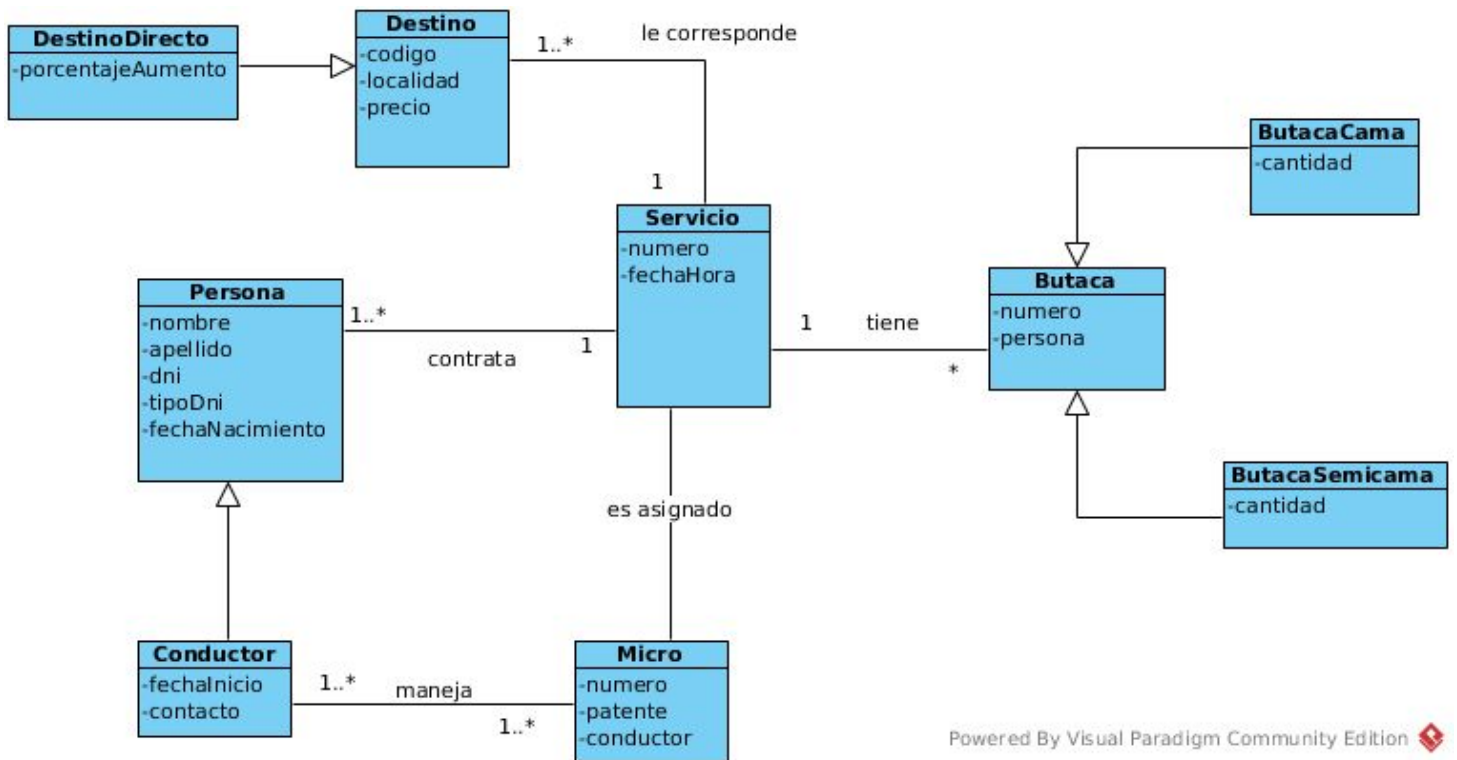 DestinoDirecto
-porcentajeAumento
Destino
-codigo
-localidad
-precio
1..*
le corresponde
1
Servicio
-numero
-fechaHora
ButacaCama
-cantidad
Butaca
-numero
-persona
1
tiene
*
Persona
-nombre
-apellido
-dni
-tipoDni
-fechaNacimiento
1..*
contrata
1
ButacaSemicama
-cantidad
es asignado
Conductor
-fechaInicio
-contacto
1..*
maneja
1..*
Micro
-numero
-patente
-conductor
Powered By Visual Paradigm Community Edition